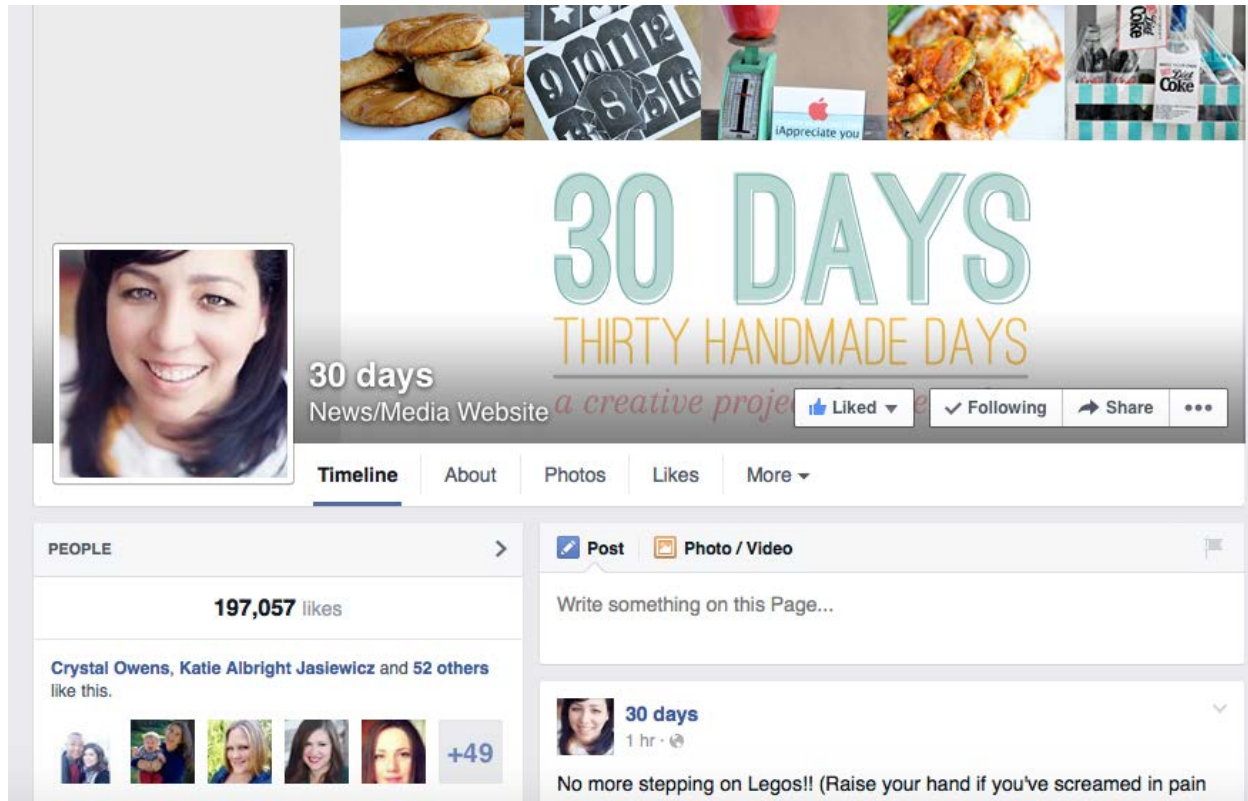 9 10 11 12
8 5 16
iAppreciate you
Coke
Diet
Coke
30 DAYS
THIRTY HANDMADE DAYS
a creative proje
30 days
News/Media Website
Liked
Following
Share
Timeline
About
Photos
Likes
More
PEOPLE
197,057 likes
Crystal Owens, Katie Albright Jasiewicz and 52 others
like this.
+49
Post
Photo / Video
Write something on this Page...
30 days
1 hr ·
No more stepping on Legos!! (Raise your hand if you've screamed in pain